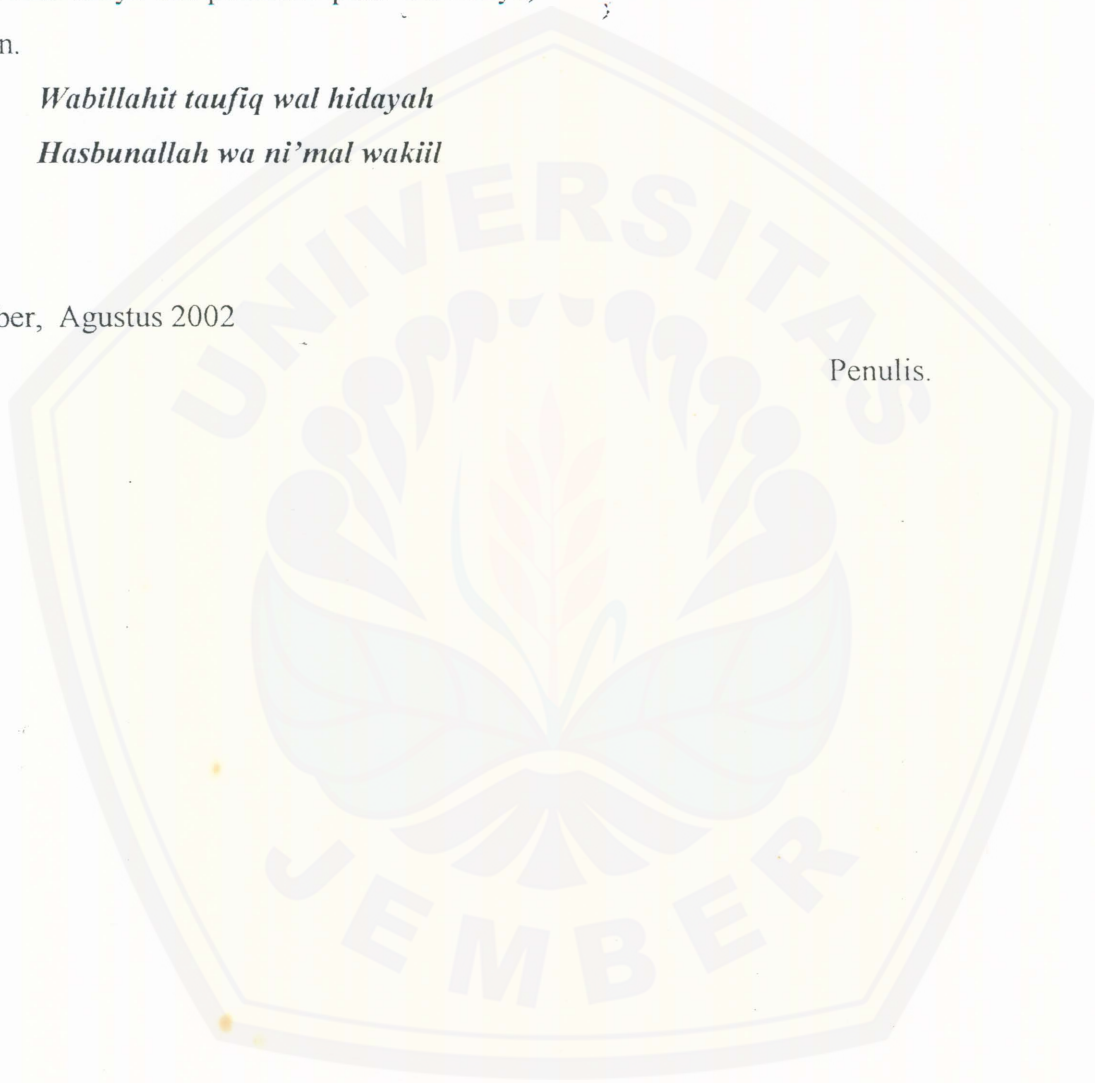 n.
Wabillahit taufiq wal hidayah
Hasbunallah wa ni'mal wakiil
ber, Agustus 2002
Penulis.
UNIVERSITAS
JEMBER